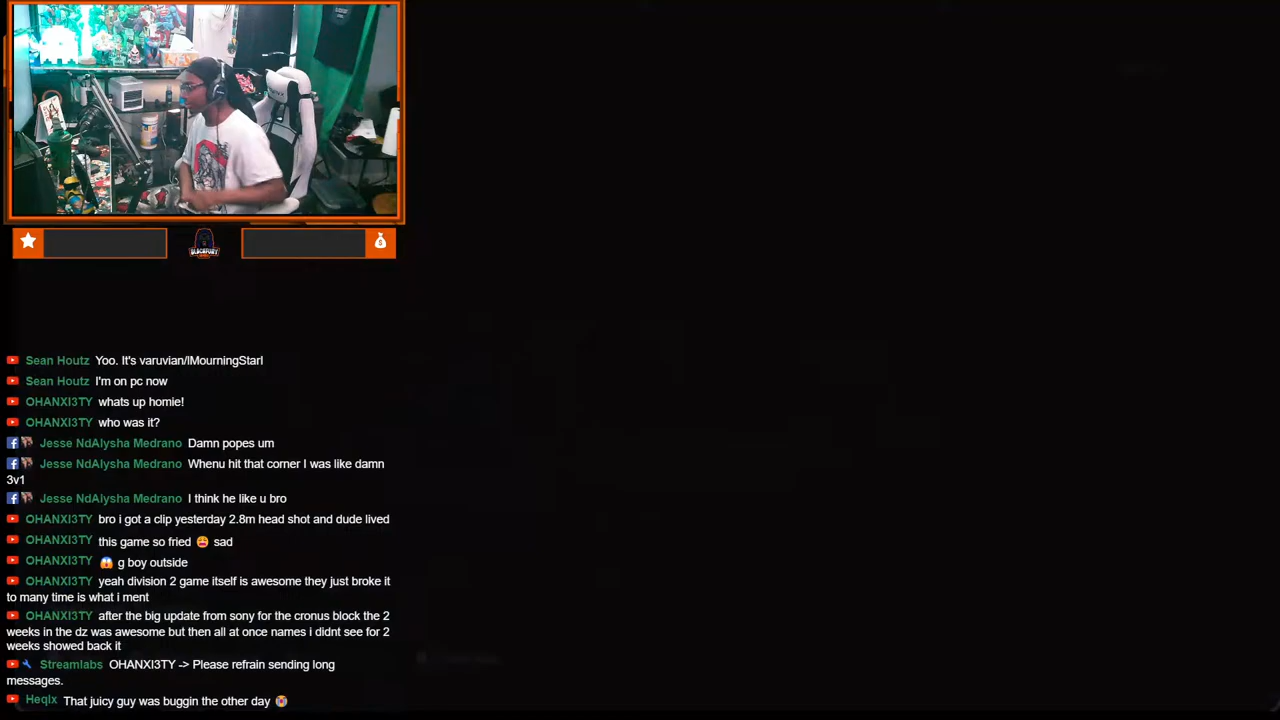 BLACKFURY
Sean Houtz Yoo. It's varuvian/IMourningStarI
Sean Houtz I'm on pc now
OHANXI3TY whats up homie!
OHANXI3TY who was it?
Jesse NdAlysha Medrano Damn popes um
Jesse NdAlysha Medrano Whenu hit that corner I was like damn
3v1
Jesse NdAlysha Medrano I think he like u bro
OHANXI3TY bro i got a clip yesterday 2.8m head shot and dude lived
OHANXI3TY this game so fried 😩 sad
OHANXI3TY 😱 g boy outside
OHANXI3TY yeah division 2 game itself is awesome they just broke it
to many time is what i ment
OHANXI3TY after the big update from sony for the cronus block the 2
weeks in the dz was awesome but then all at once names i didnt see for 2
weeks showed back it
Streamlabs OHANXI3TY -> Please refrain sending long
messages.
Heqlx That juicy guy was buggin the other day 😭